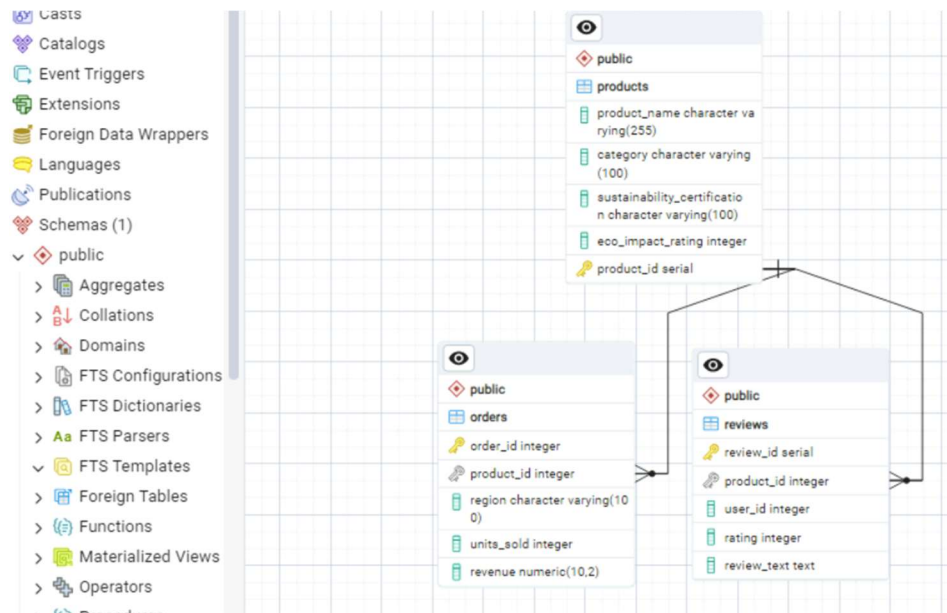 Casts
Catalogs
Event Triggers
Extensions
Foreign Data Wrappers
Languages
Publications
Schemas (1)
public
Aggregates
Collations
Domains
FTS Configurations
FTS Dictionaries
Aa FTS Parsers
FTS Templates
Foreign Tables
Functions
Materialized Views
Operators
public
products
product_name character va
rying(255)
category character varying
(100)
sustainability_certificatio
n character varying(100)
eco_impact_rating integer
product_id serial
public
orders
order_id integer
product_id integer
region character varying(10
0)
units_sold integer
revenue numeric(10,2)
public
reviews
review_id serial
product_id integer
user_id integer
rating integer
review_text text